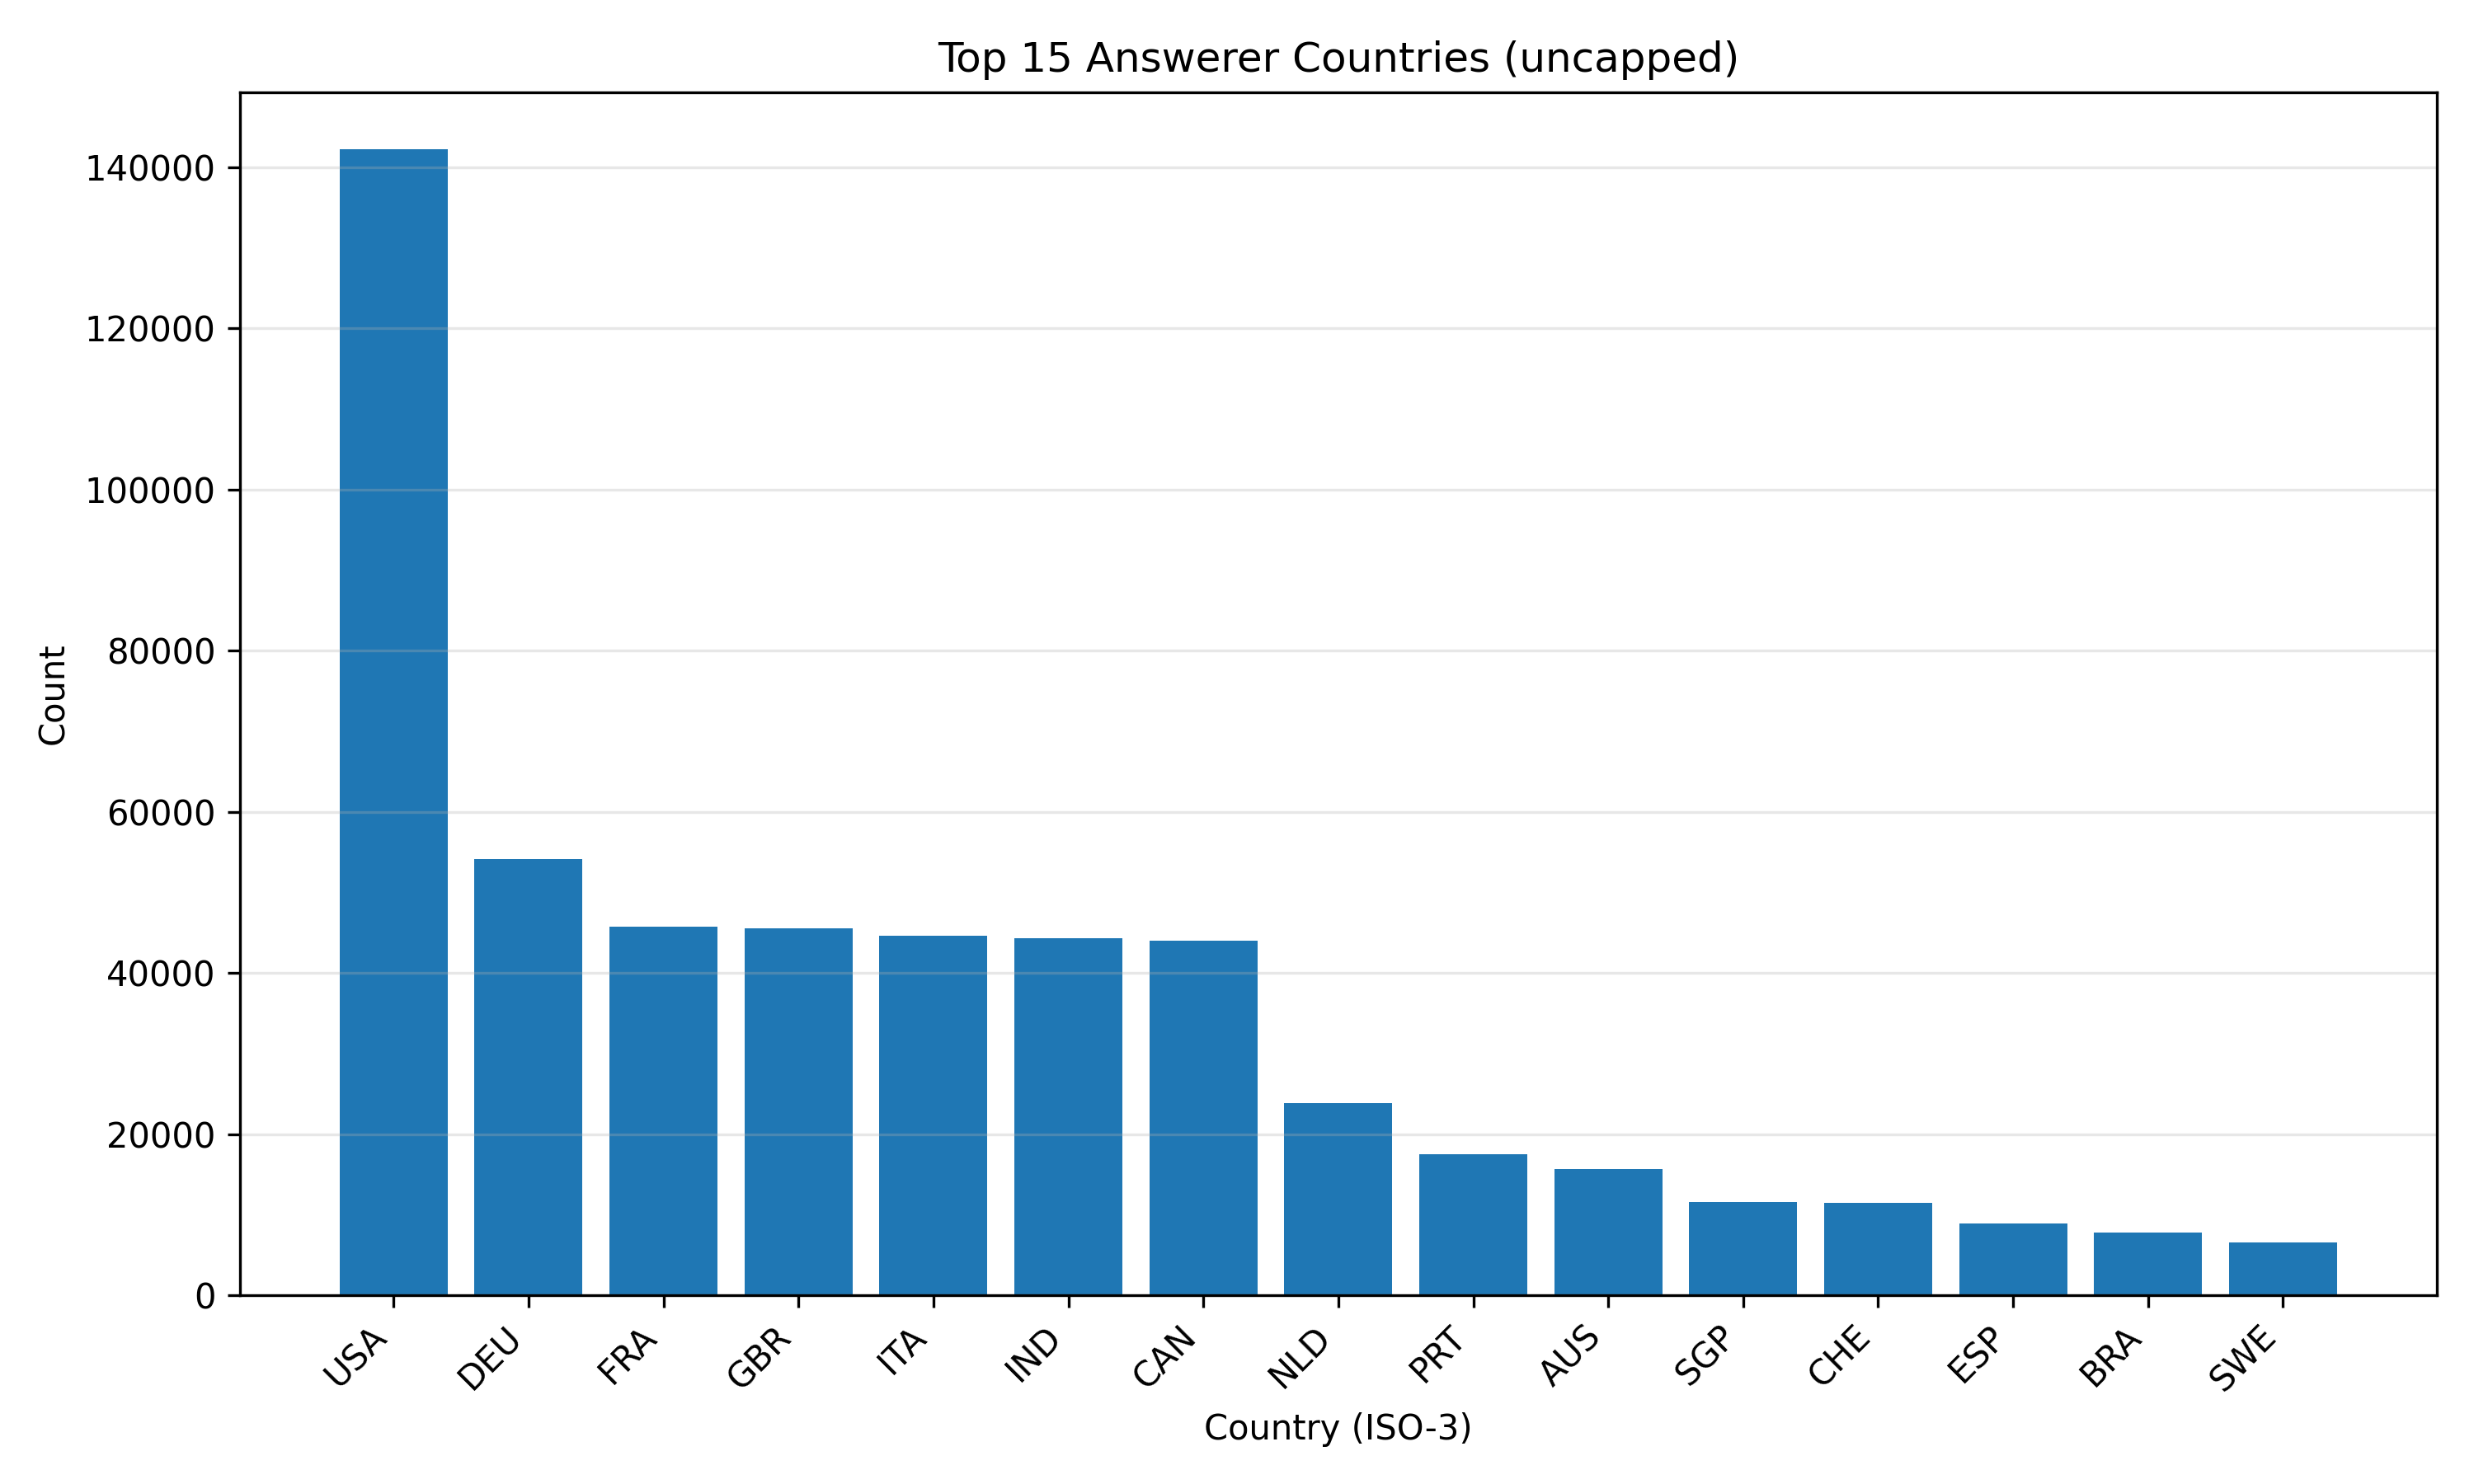 Top 15 Answerer Countries (uncapped)
Count
140000
120000
100000
80000
60000
40000
20000
0
USA DEU FRA GBR ITA IND CAN NLD PRT AUS SGP CHE ESP BRA SWE
Country (ISO-3)